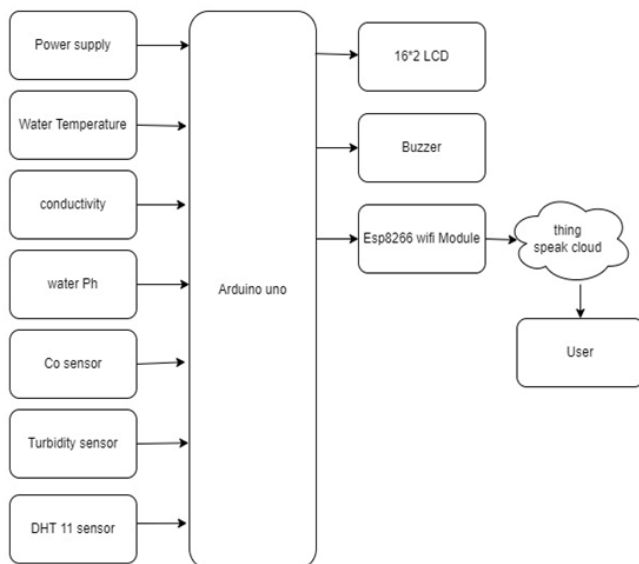 Power supply
Water Temperature
conductivity
water Ph
Co sensor
Turbidity sensor
DHT 11 sensor
Arduino uno
16*2 LCD
Buzzer
Esp8266 wifi Module
thing
speak cloud
User